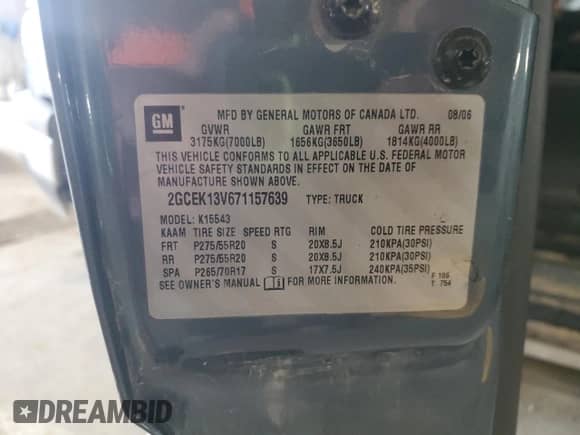 GM
MFD BY GENERAL MOTORS OF CANADA LTD. 08/06
GVWR GAWR FRT GAWR RR
3175KG(7000LB) 1656KG(3650LB) 1814KG(4000LB)
THIS VEHICLE CONFORMS TO ALL APPLICABLE U.S. FEDERAL MOTOR
VEHICLE SAFETY STANDARDS IN EFFECT ON THE DATE OF
MANUFACTURE SHOWN ABOVE.
2GCEK13V671157639 TYPE: TRUCK
MODEL: K15543
KAAM TIRE SIZE SPEED RTG RIM COLD TIRE PRESSURE
FRT P275/55R20 S 20X8.5J 210KPA(30PSI)
RR P275/55R20 S 20X8.5J 210KPA(30PSI)
SPA P265/70R17 S 17X7.5J 240KPA(35PSI)
SEE OWNER'S MANUAL FOR MORE INFORMATION.
F 105
T 754
DREAMBID